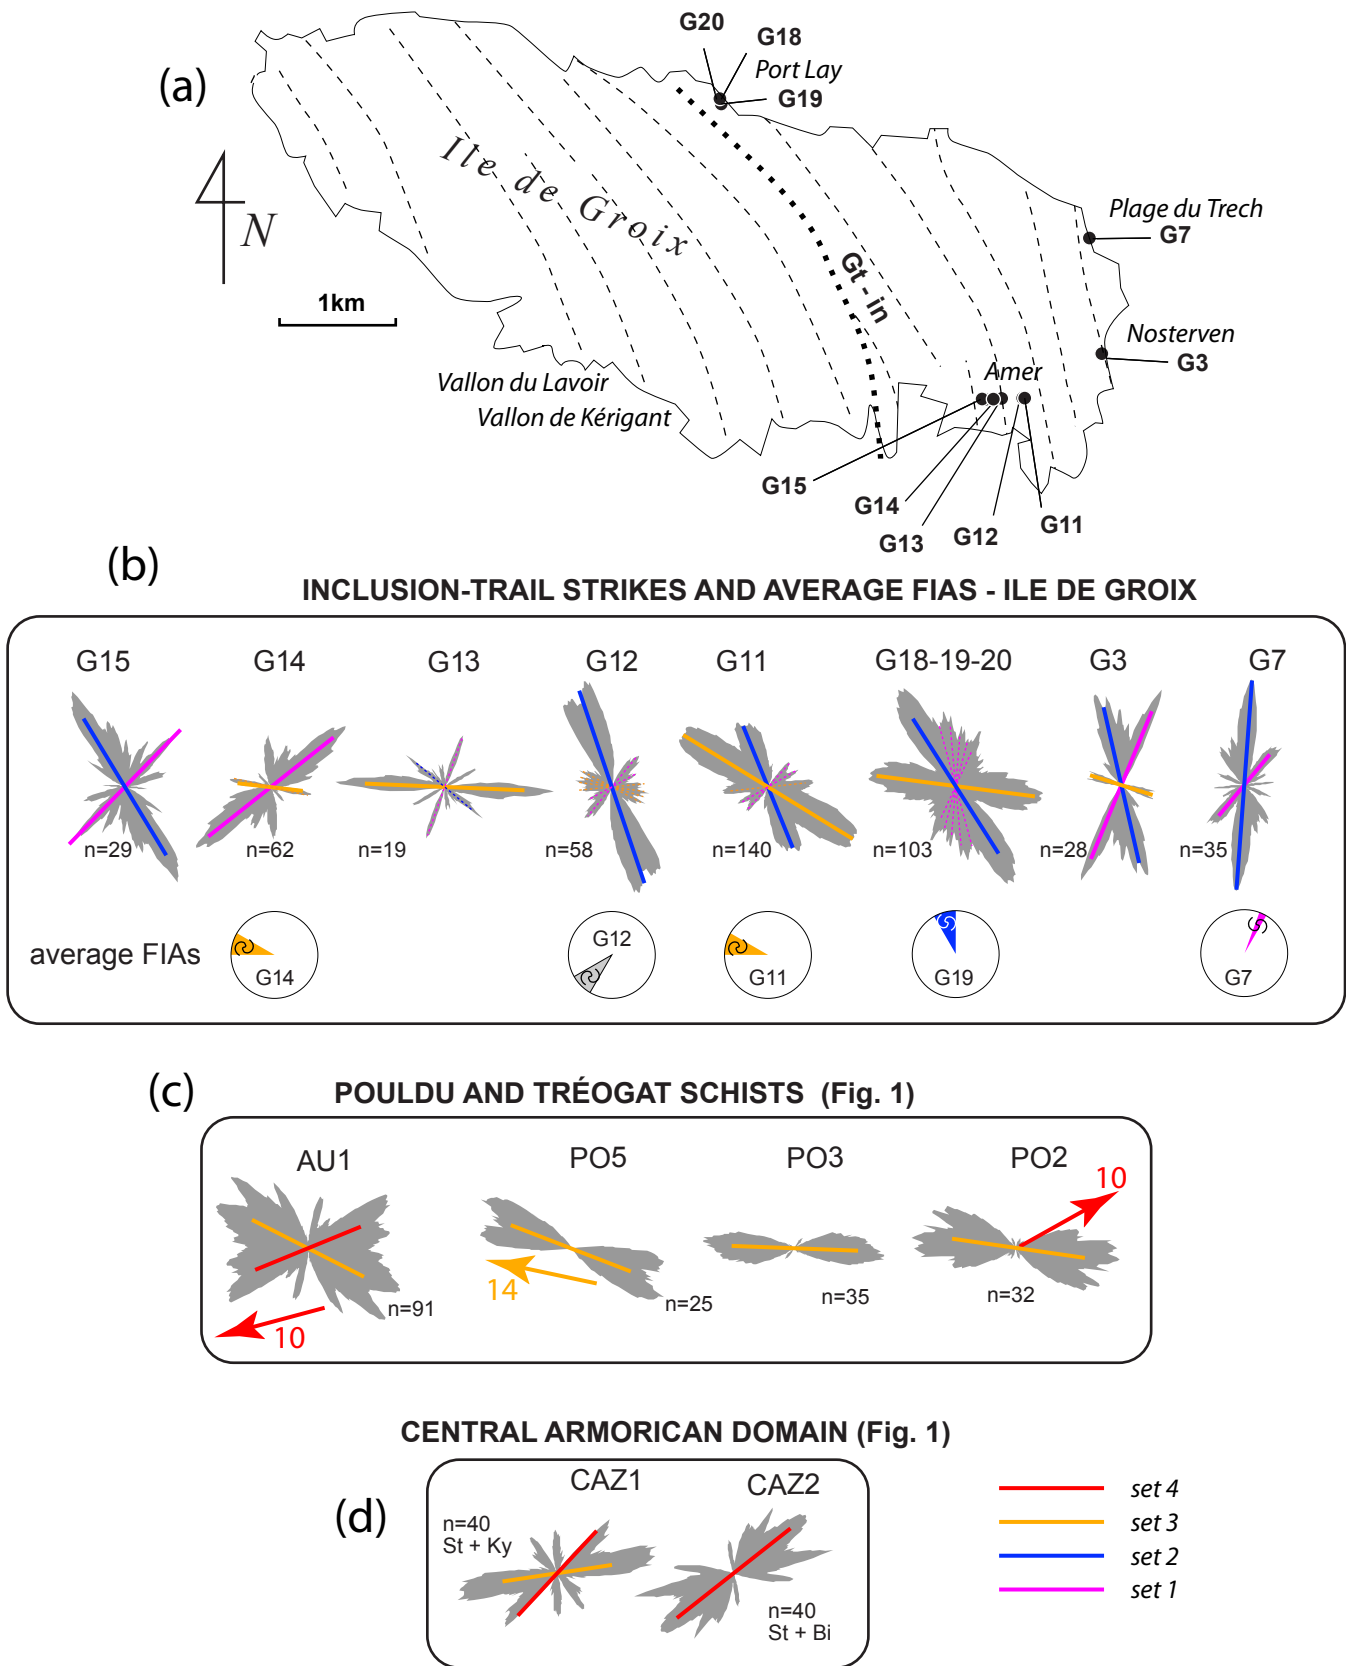 (a)
G20
G18
Port Lay
G19
Ile de Groix
N
1km
Gt - in
Plage du Trech
G7
Nosterven
G3
Amer
Vallon du Lavoir
Vallon de Kérigant
G15
G14
G13
G12
G11
(b)
INCLUSION-TRAIL STRIKES AND AVERAGE FIAS - ILE DE GROIX
G15 G14 G13 G12 G11 G18-19-20 G3 G7
n=29 n=62 n=19 n=58 n=140 n=103 n=28 n=35
average FIAs
G14 G12 G11 G19 G7
(c)
POULDU AND TRÉOGAT SCHISTS (Fig. 1)
AU1 PO5 PO3 PO2
10
14
n=91 n=25 n=35 n=32
10
CENTRAL ARMORICAN DOMAIN (Fig. 1)
(d)
CAZ1 CAZ2
n=40
St + Ky
n=40
St + Bi
set 4
set 3
set 2
set 1